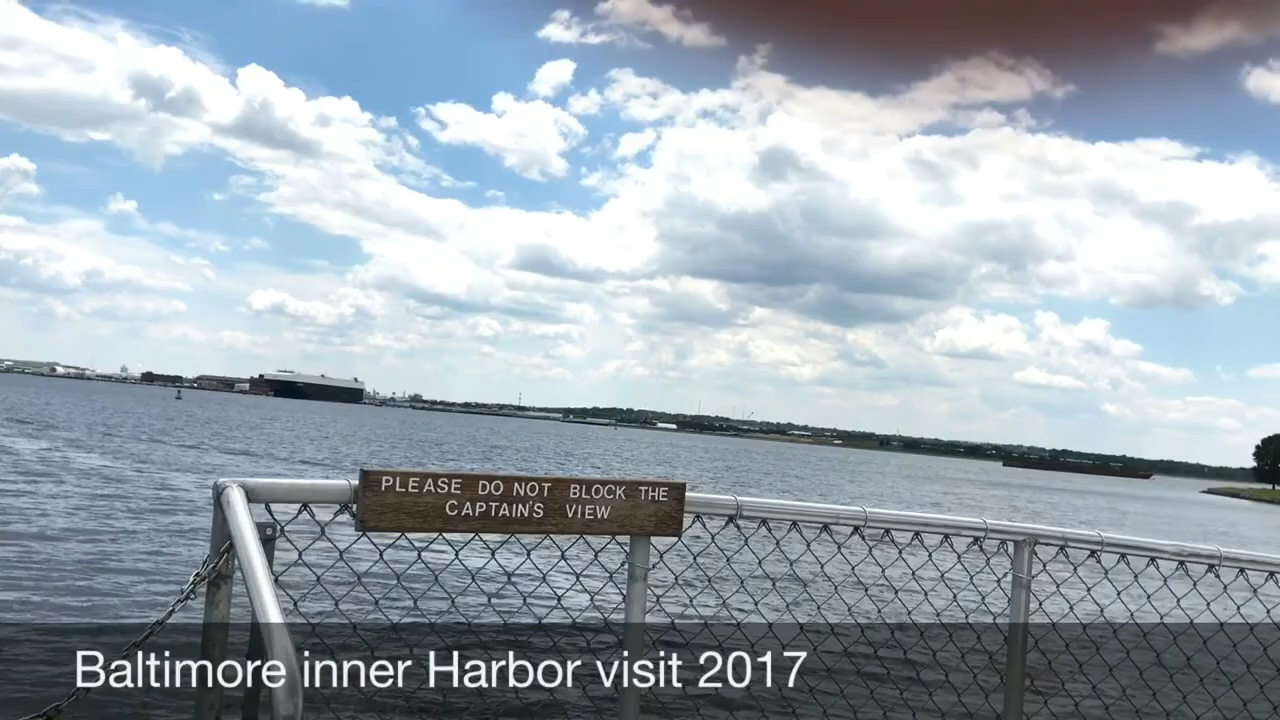 PLEASE DO NOT BLOCK THE
CAPTAIN'S VIEW
Baltimore inner Harbor visit 2017